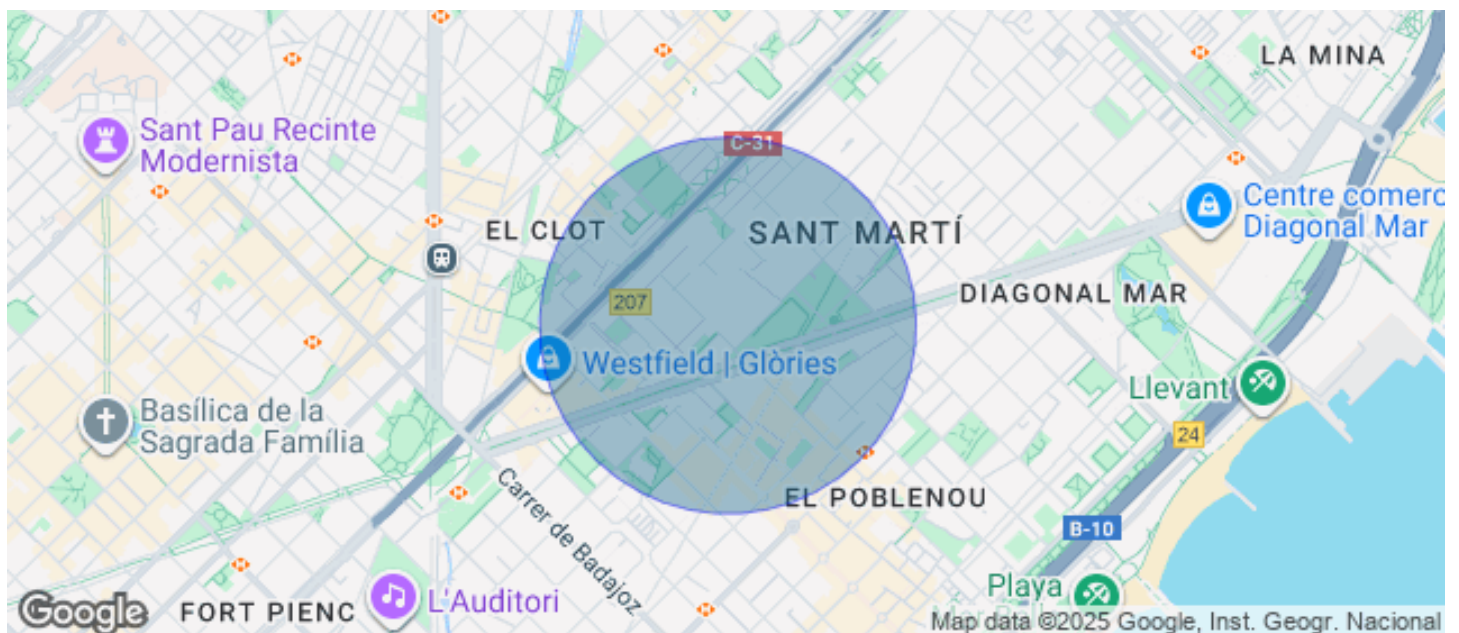 LA MINA
Sant Pau Recinte
Modernista
C-31
Centre comerc
Diagonal Mar
EL CLOT
SANT MARTÍ
207
DIAGONAL MAR
Westfield | Glòries
Llevant
Basílica de la
Sagrada Família
24
Carrer de Badajoz
EL POBLENOU
B-10
Playa
Google
FORT PIENC
L'Auditori
Map data ©2025 Google, Inst. Geogr. Nacional